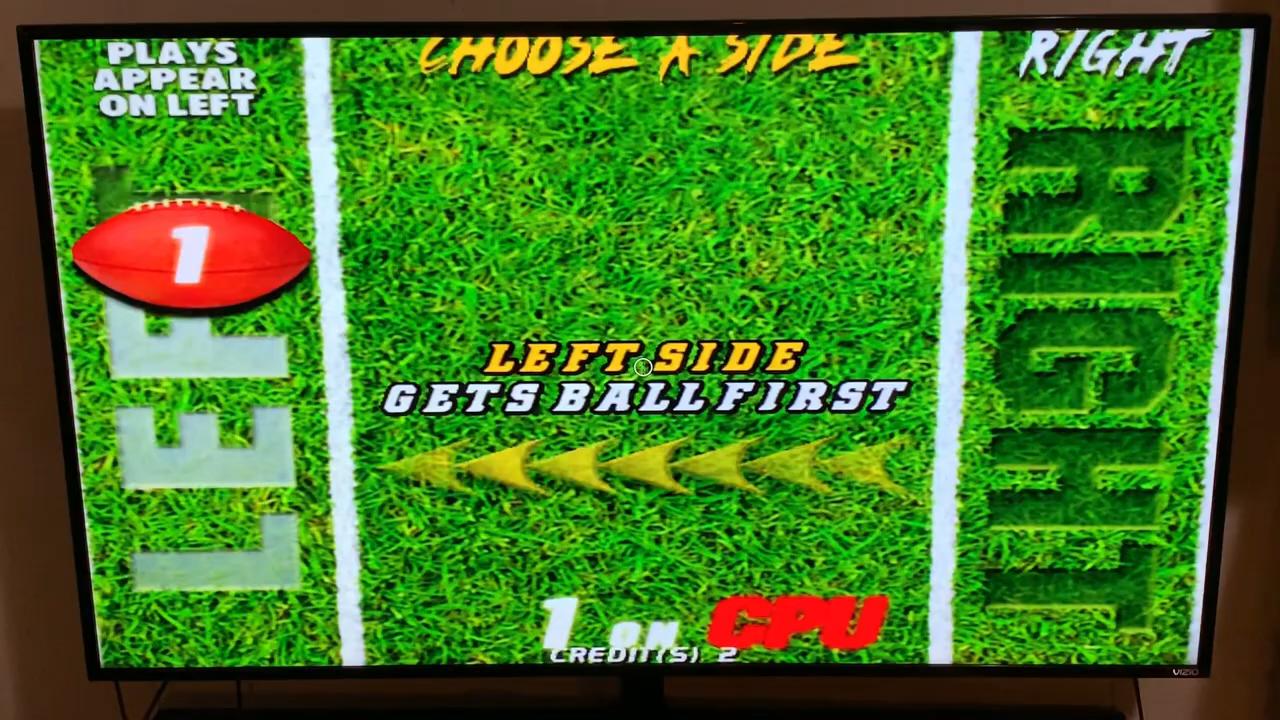 PLAYS
APPEAR
ON LEFT
CHOOSE A SIDE
RIGHT
1
LEFT
RIGHT
LEFT SIDE
GETS BALL FIRST
1 ON CPU
CREDIT(S) 2
VIZIO